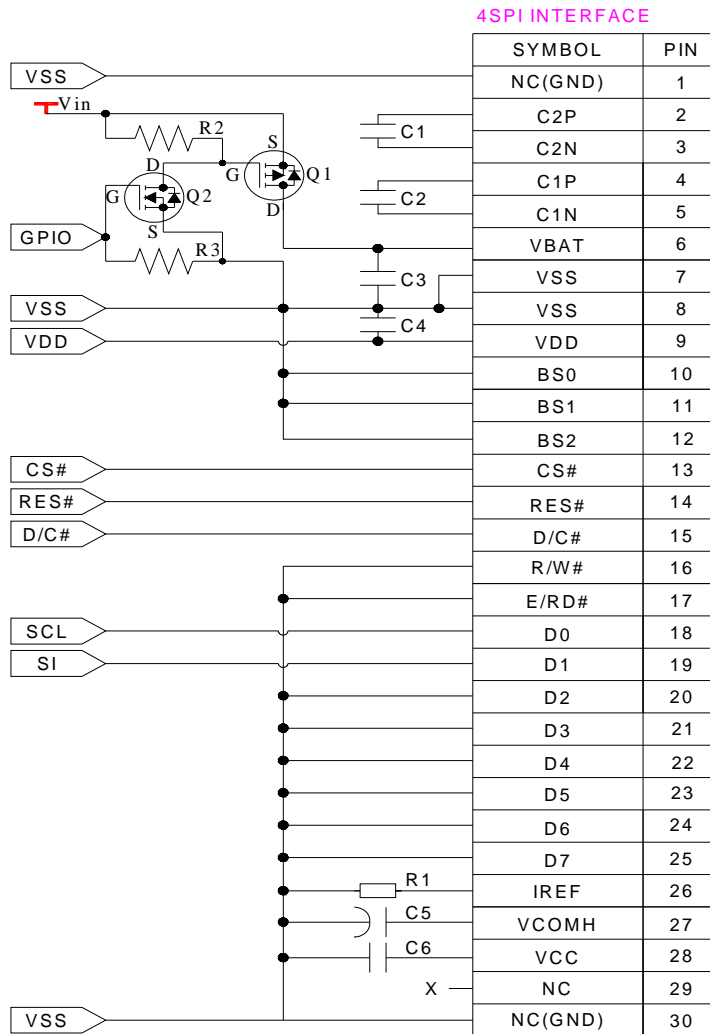 4SPI INTERFACE
SYMBOL PIN
VSS NC(GND) 1
Vin
C2P 2
C1
R2
C2N 3
S
D
G Q1
C1P 4
G Q2
C2
D
C1N 5
S
GPIO
R3
VBAT 6
C3
VSS 7
VSS VSS 8
C4
VDD VDD 9
BS0 10
BS1 11
BS2 12
CS# CS# 13
RES# RES# 14
D/C# D/C# 15
R/W# 16
E/RD# 17
SCL D0 18
SI D1 19
D2 20
D3 21
D4 22
D5 23
D6 24
D7 25
R1 IREF 26
C5 VCOMH 27
C6 VCC 28
X NC 29
VSS NC(GND) 30